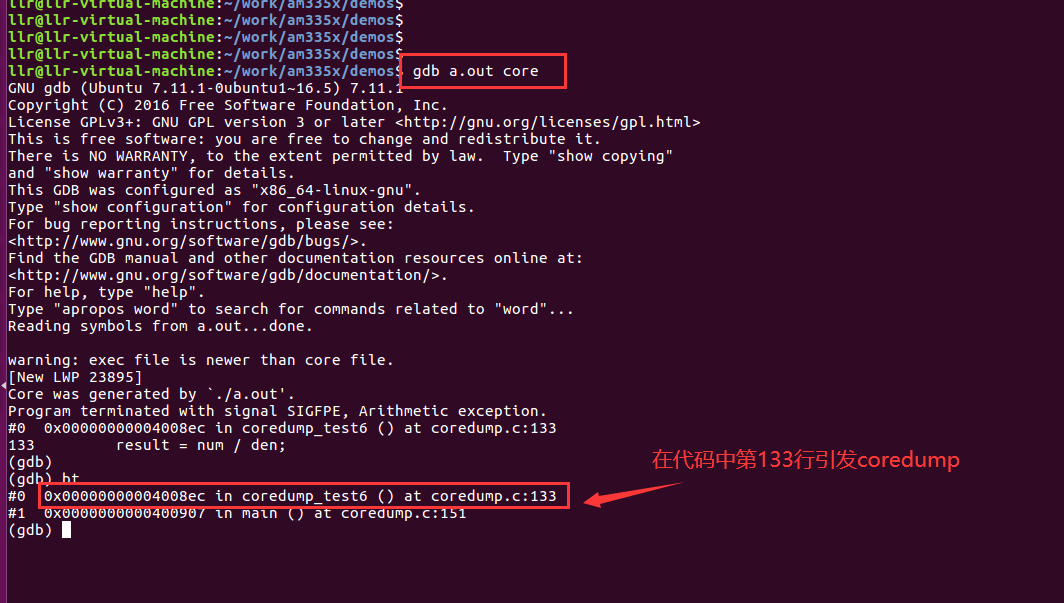 llr@llr-virtual-machine:~/work/am335x/demos$
llr@llr-virtual-machine:~/work/am335x/demos$
llr@llr-virtual-machine:~/work/am335x/demos$
llr@llr-virtual-machine:~/work/am335x/demos$
llr@llr-virtual-machine:~/work/am335x/demos$ gdb a.out core
GNU gdb (Ubuntu 7.11.1-0ubuntu1~16.5) 7.11.1
Copyright (C) 2016 Free Software Foundation, Inc.
License GPLv3+: GNU GPL version 3 or later <http://gnu.org/licenses/gpl.html>
This is free software: you are free to change and redistribute it.
There is NO WARRANTY, to the extent permitted by law.  Type "show copying"
and "show warranty" for details.
This GDB was configured as "x86_64-linux-gnu".
Type "show configuration" for configuration details.
For bug reporting instructions, please see:
<http://www.gnu.org/software/gdb/bugs/>.
Find the GDB manual and other documentation resources online at:
<http://www.gnu.org/software/gdb/documentation/>.
For help, type "help".
Type "apropos word" to search for commands related to "word"...
Reading symbols from a.out...done.
warning: exec file is newer than core file.
[New LWP 23895]
Core was generated by `./a.out'.
Program terminated with signal SIGFPE, Arithmetic exception.
#0  0x00000000004008ec in coredump_test6 () at coredump.c:133
133         result = num / den;
(gdb)
(gdb) bt
#0  0x00000000004008ec in coredump_test6 () at coredump.c:133
#1  0x0000000000400907 in main () at coredump.c:151
(gdb)
在代码中第133行引发coredump